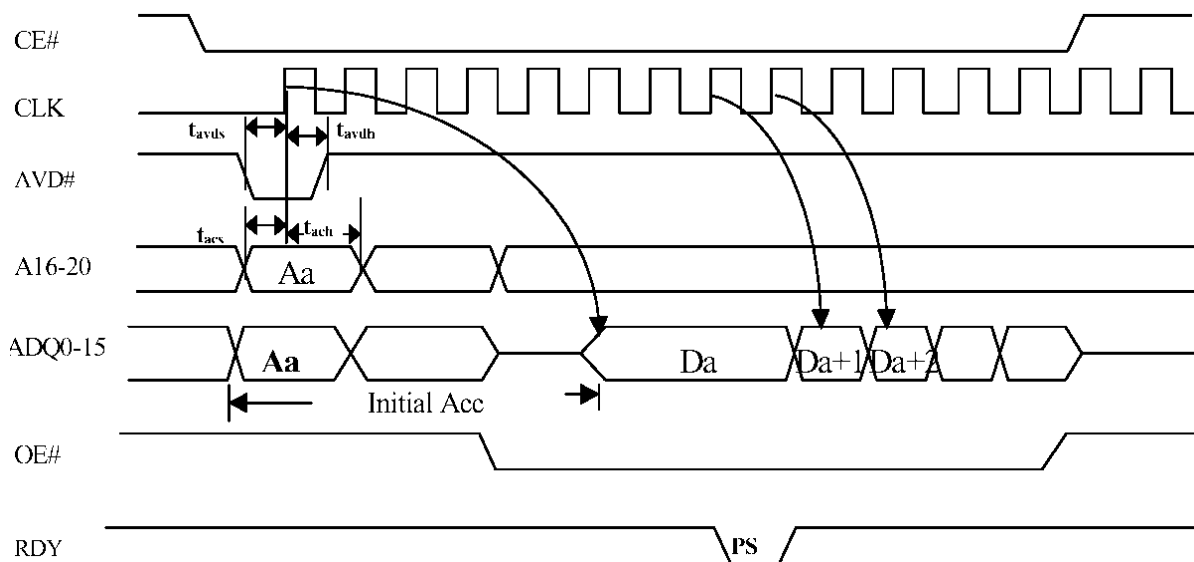 CE#
CLK
tavds
tavdh
AVD#
tacs
tach
A16-20
Aa
ADQ0-15
Aa
Da
Da+1
Da+2
Initial Acc
OE#
RDY
PS